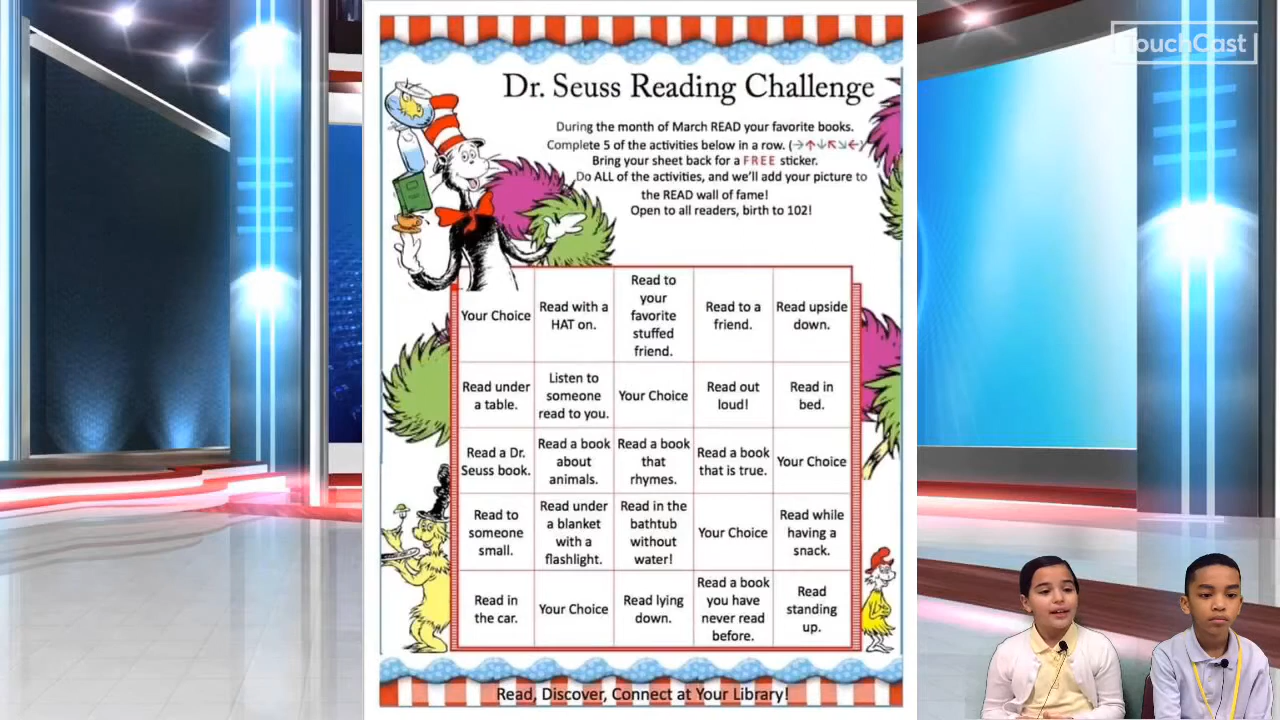 TouchCast
Dr. Seuss Reading Challenge
During the month of March READ your favorite books.
Complete 5 of the activities below in a row. (→↑↓↖↘←)
Bring your sheet back for a FREE sticker.
Do ALL of the activities, and we'll add your picture to
the READ wall of fame!
Open to all readers, birth to 102!
Your Choice
Read with a
HAT on.
Read to
your
favorite
stuffed
friend.
Read to a
friend.
Read upside
down.
Read under
a table.
Listen to
someone
read to you.
Your Choice
Read out
loud!
Read in
bed.
Read a Dr.
Seuss book.
Read a book
about
animals.
Read a book
that
rhymes.
Read a book
that is true.
Your Choice
Read to
someone
small.
Read under
a blanket
with a
flashlight.
Read in the
bathtub
without
water!
Your Choice
Read while
having a
snack.
Read in
the car.
Your Choice
Read lying
down.
Read a book
you have
never read
before.
Read
standing
up.
Read, Discover, Connect at Your Library!